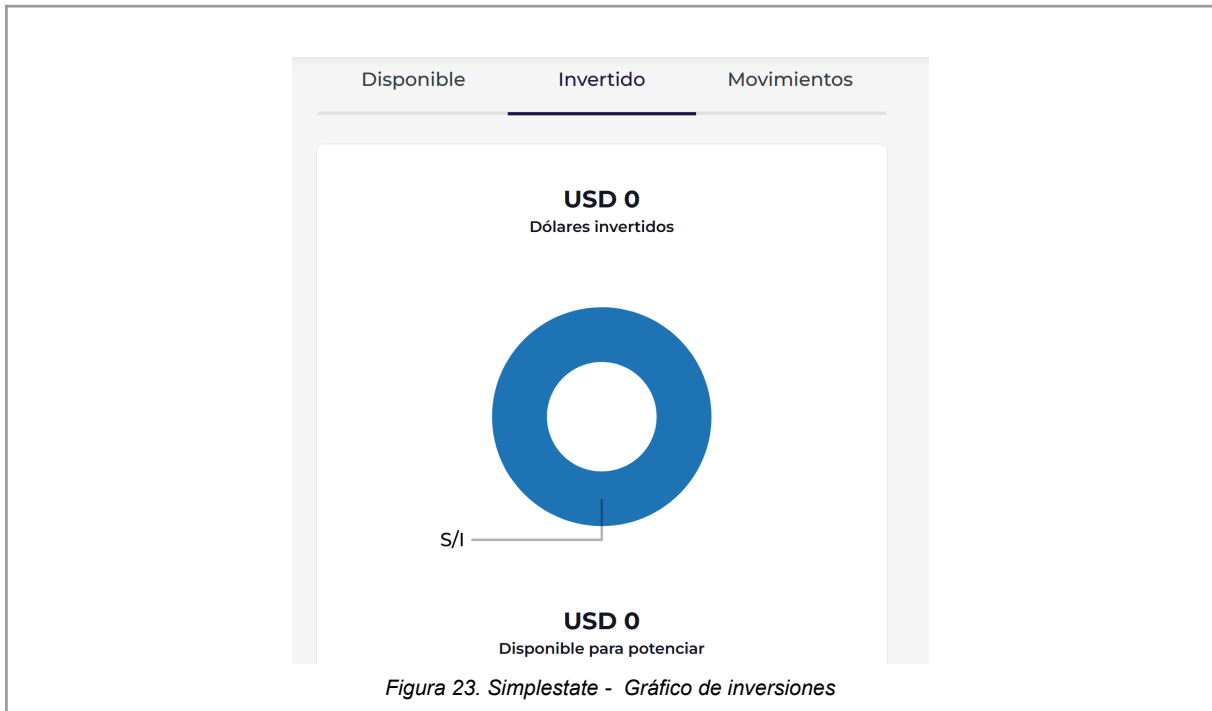 Disponible Invertido Movimientos
USD 0
Dólares invertidos
S/I
USD 0
Disponible para potenciar
Figura 23. Simplestate - Gráfico de inversiones